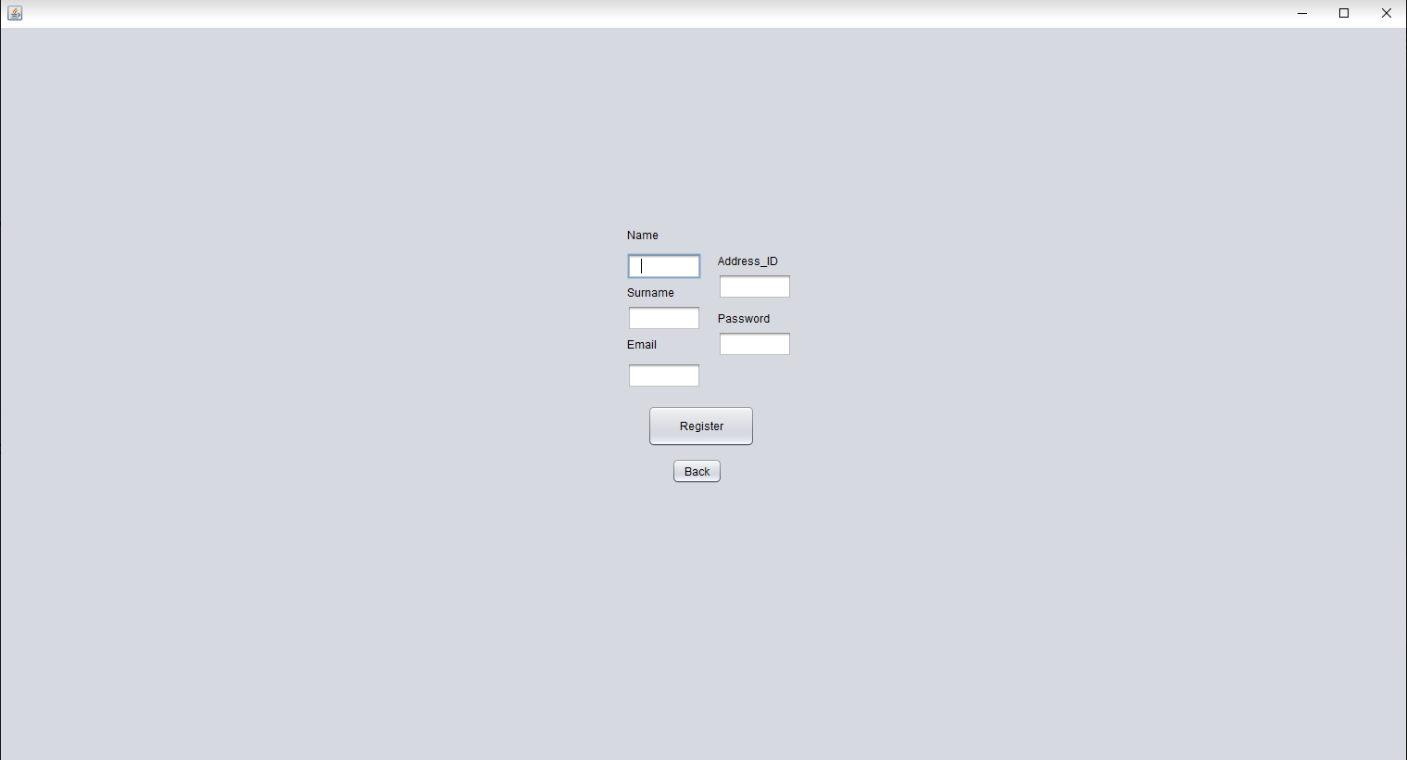 Name
Address_ID
Surname
Password
Email
Register
Back